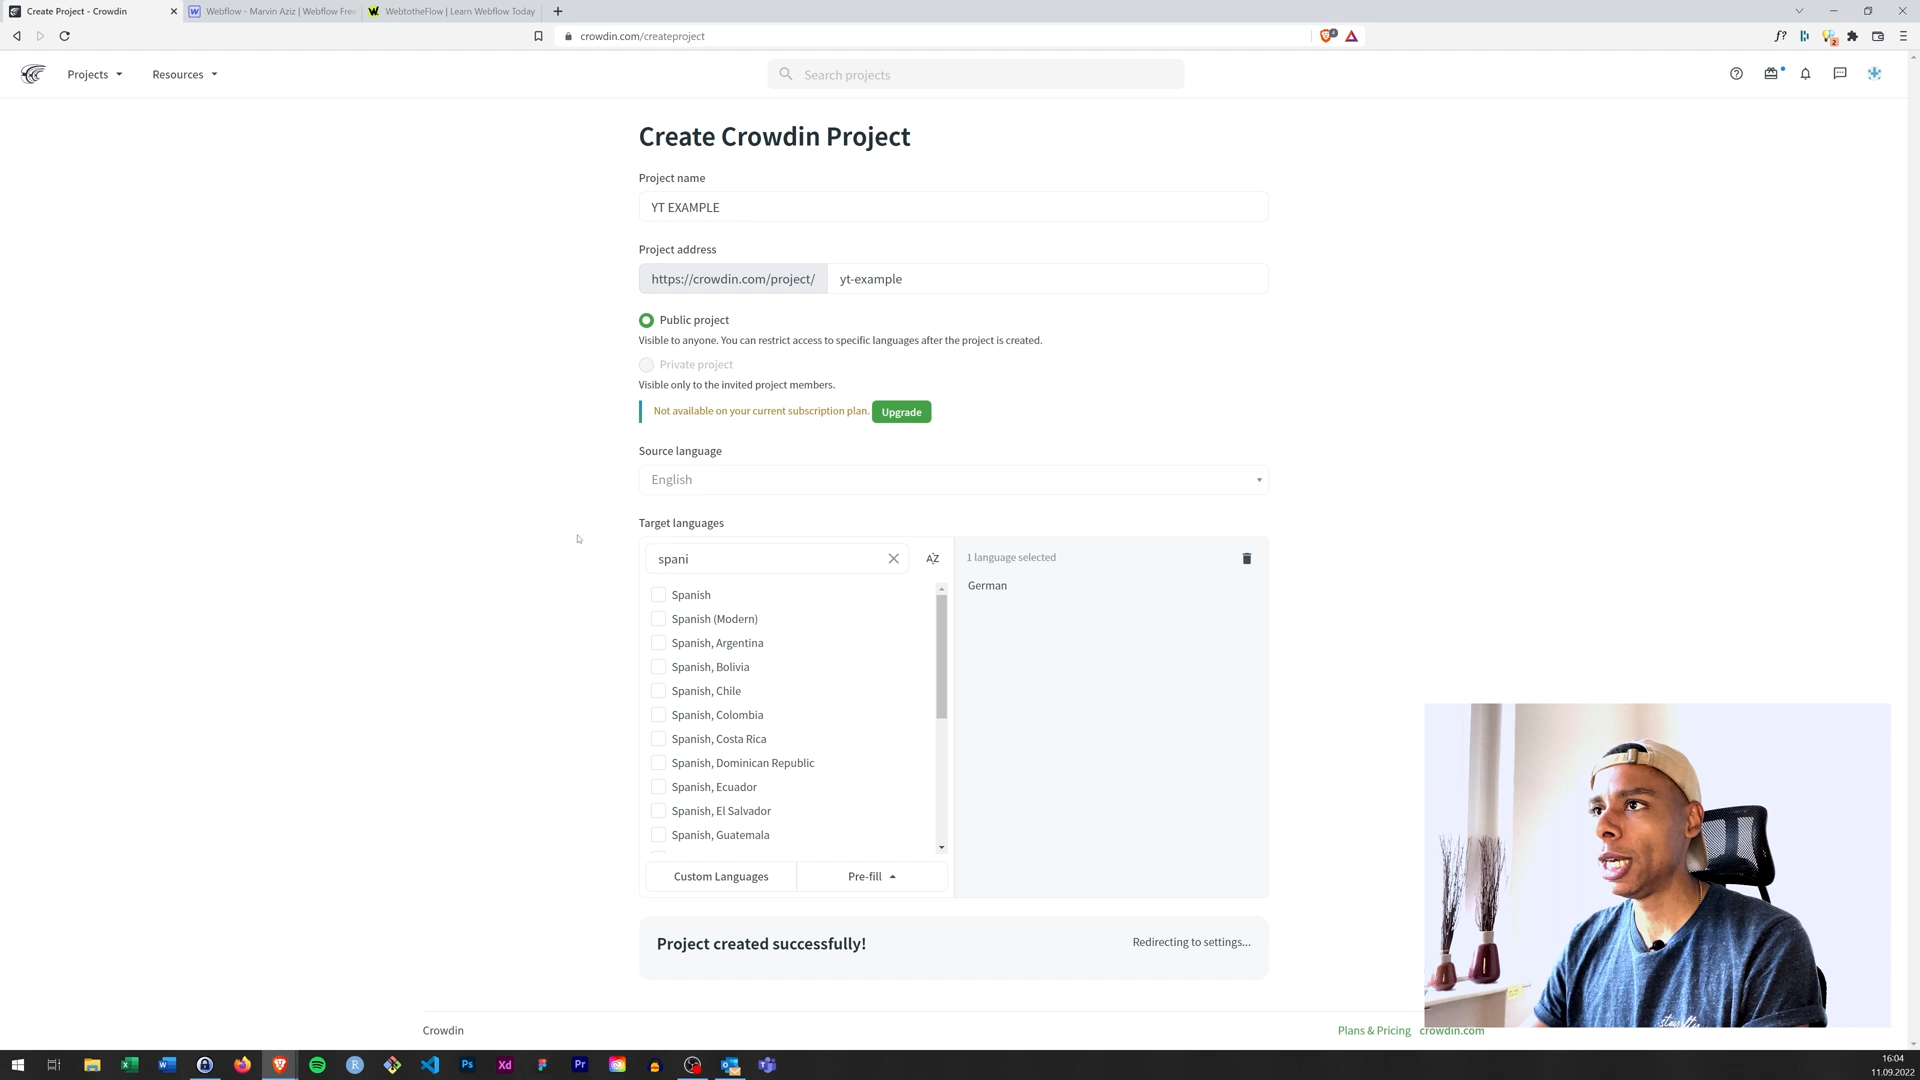 Create Project - Crowdin
Webflow - Marvin Aziz | Webflow Free
WebtotheFlow | Learn Webflow Today
crowdin.com/createproject
Projects
Resources
Search projects
Create Crowdin Project
Project name
YT EXAMPLE
Project address
https://crowdin.com/project/ yt-example
Public project
Visible to anyone. You can restrict access to specific languages after the project is created.
Private project
Visible only to the invited project members.
Not available on your current subscription plan. Upgrade
Source language
English
Target languages
spani
1 language selected
German
Spanish
Spanish (Modern)
Spanish, Argentina
Spanish, Bolivia
Spanish, Chile
Spanish, Colombia
Spanish, Costa Rica
Spanish, Dominican Republic
Spanish, Ecuador
Spanish, El Salvador
Spanish, Guatemala
Custom Languages
Pre-fill
Project created successfully!
Redirecting to settings...
Crowdin
Plans & Pricing
crowdin.com
16:04
11.09.2022